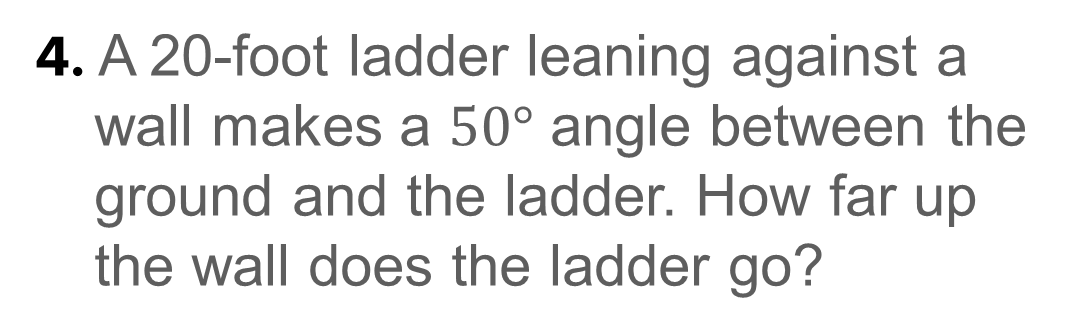 4. A 20-foot ladder leaning against a
wall makes a 50° angle between the
ground and the ladder. How far up
the wall does the ladder go?